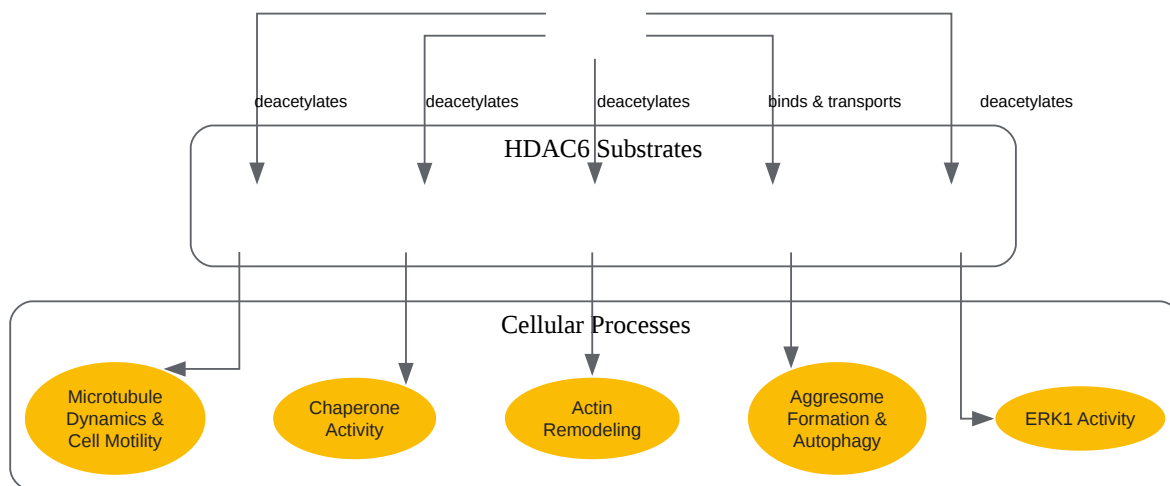 deacetylates
deacetylates
deacetylates
binds & transports
deacetylates
HDAC6 Substrates
Cellular Processes
Microtubule
Dynamics &
Cell Motility
Chaperone
Activity
Actin
Remodeling
Aggresome
Formation &
Autophagy
ERK1 Activity